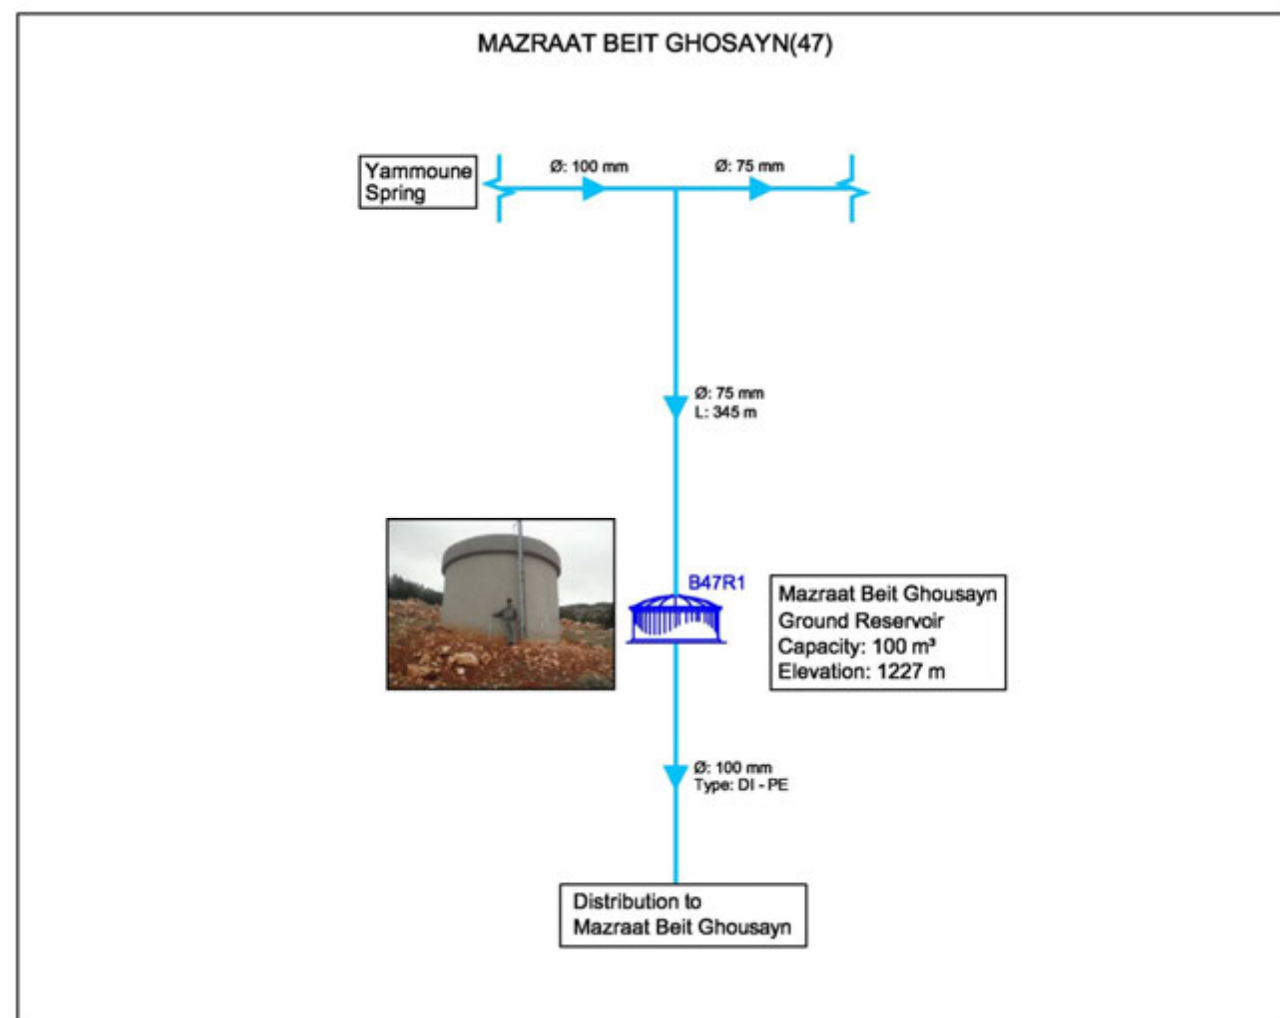 MAZRAAT BEIT GHOSAYN(47)
Yammoune
Spring
Ø: 100 mm
Ø: 75 mm
Ø: 75 mm
L: 345 m
B47R1
Mazraat Beit Ghousayn
Ground Reservoir
Capacity: 100 m³
Elevation: 1227 m
Ø: 100 mm
Type: DI - PE
Distribution to
Mazraat Beit Ghousayn